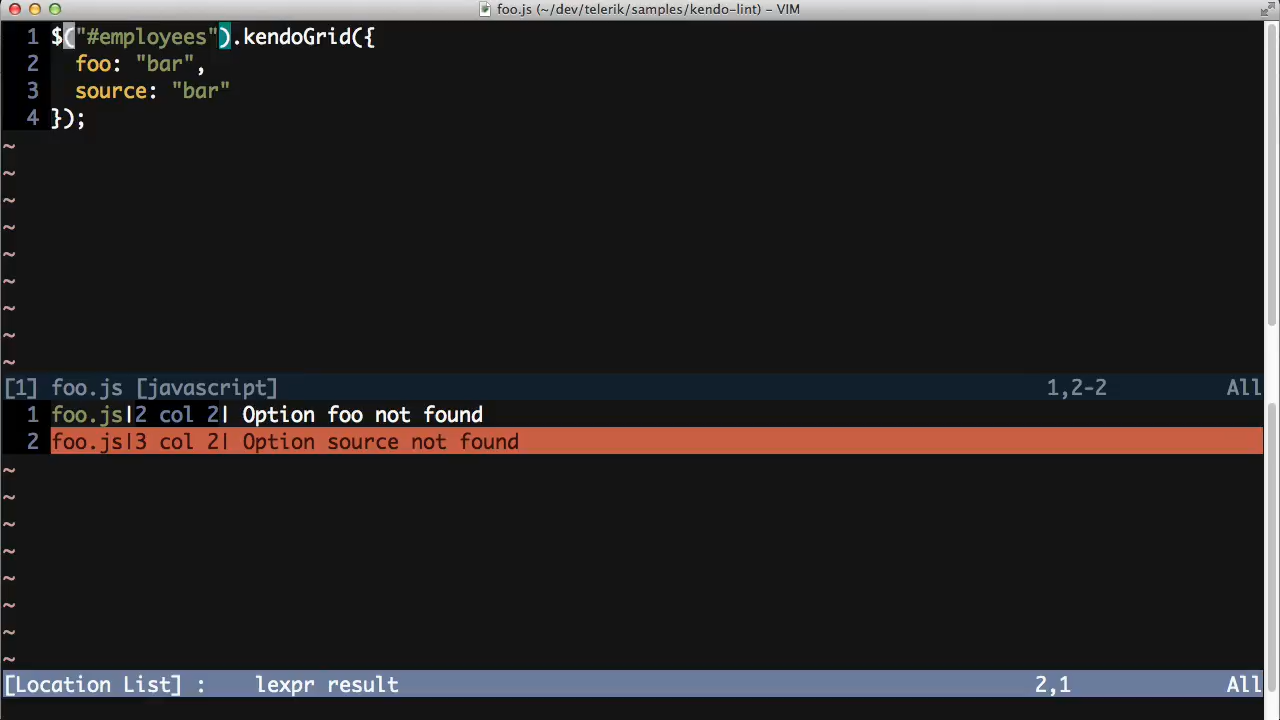 foo.js (~/dev/telerik/samples/kendo-lint) – VIM
1 $("#employees").kendoGrid({
2 foo: "bar",
3 source: "bar"
4 });
~
~
~
~
~
~
~
~
~
[1] foo.js [javascript] 1,2-2 All
1 foo.js|2 col 2| Option foo not found
2 foo.js|3 col 2| Option source not found
~
~
~
~
~
~
~
~
[Location List] : lexpr result 2,1 All